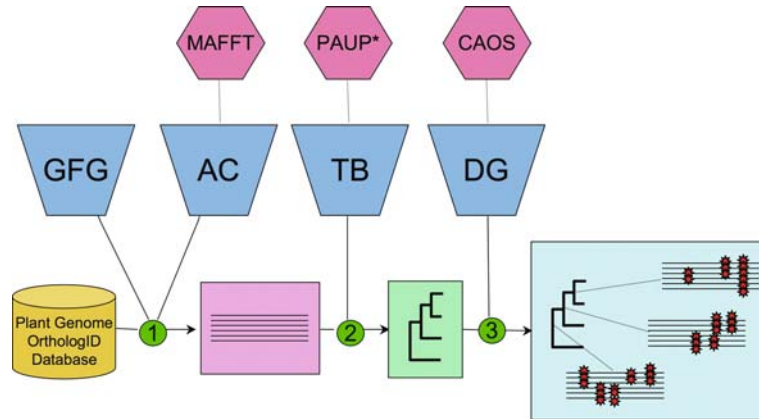 MAFFT
PAUP*
CAOS
GFG
AC
TB
DG
Plant Genome
OrthologID
Database
1
2
3